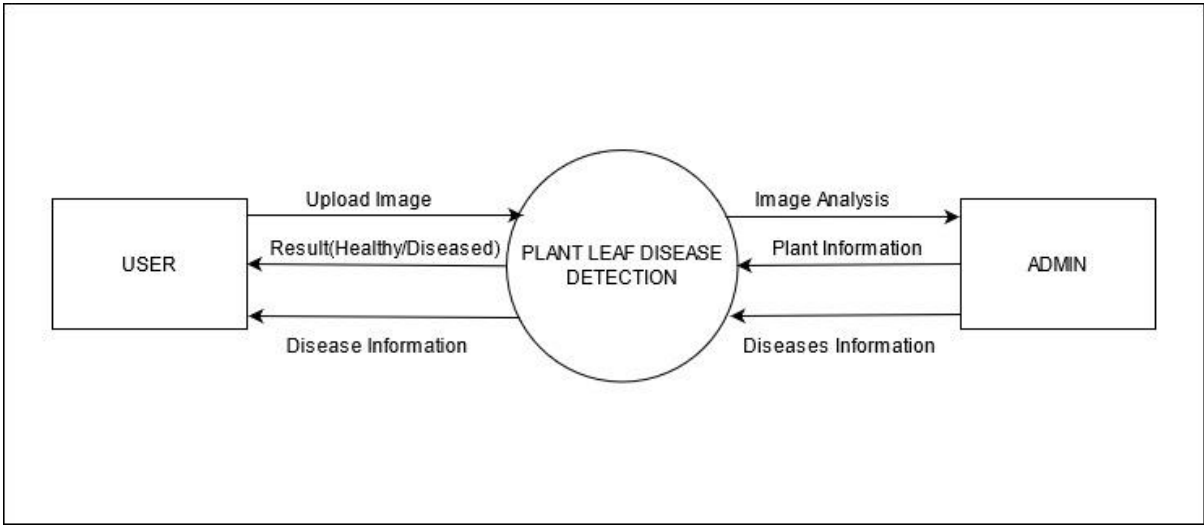 Upload Image
Image Analysis
Result(Healthy/Diseased)
Plant Information
USER
PLANT LEAF DISEASE
DETECTION
ADMIN
Disease Information
Diseases Information